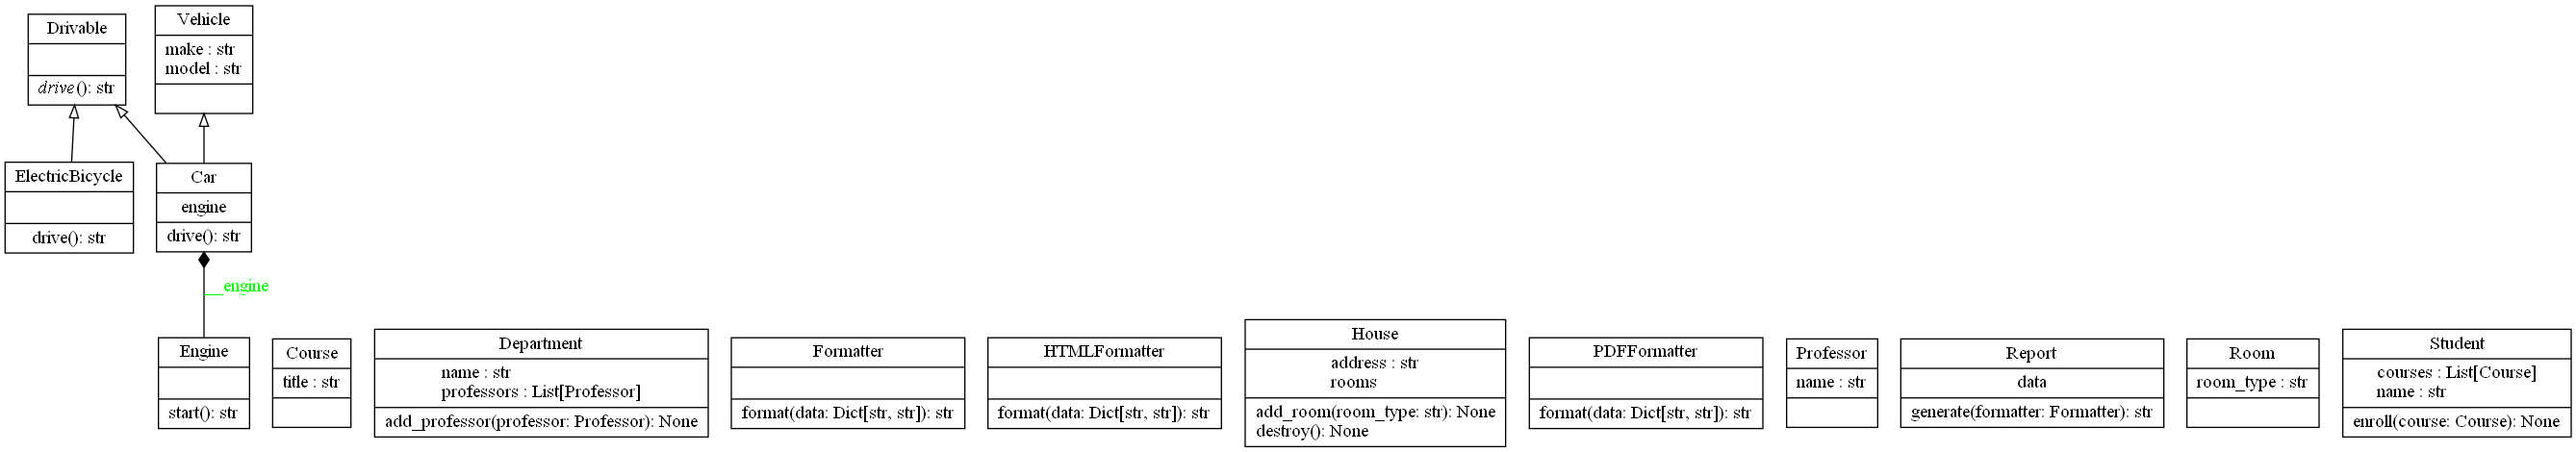 Drivable
drive(): str
Vehicle
make : str
model : str
ElectricBicycle
drive(): str
Car
engine
drive(): str
__engine
Engine
start(): str
Course
title : str
Department
name : str
professors : List[Professor]
add_professor(professor: Professor): None
Formatter
format(data: Dict[str, str]): str
HTMLFormatter
format(data: Dict[str, str]): str
House
address : str
rooms
add_room(room_type: str): None
destroy(): None
PDFFormatter
format(data: Dict[str, str]): str
Professor
name : str
Report
data
generate(formatter: Formatter): str
Room
room_type : str
Student
courses : List[Course]
name : str
enroll(course: Course): None